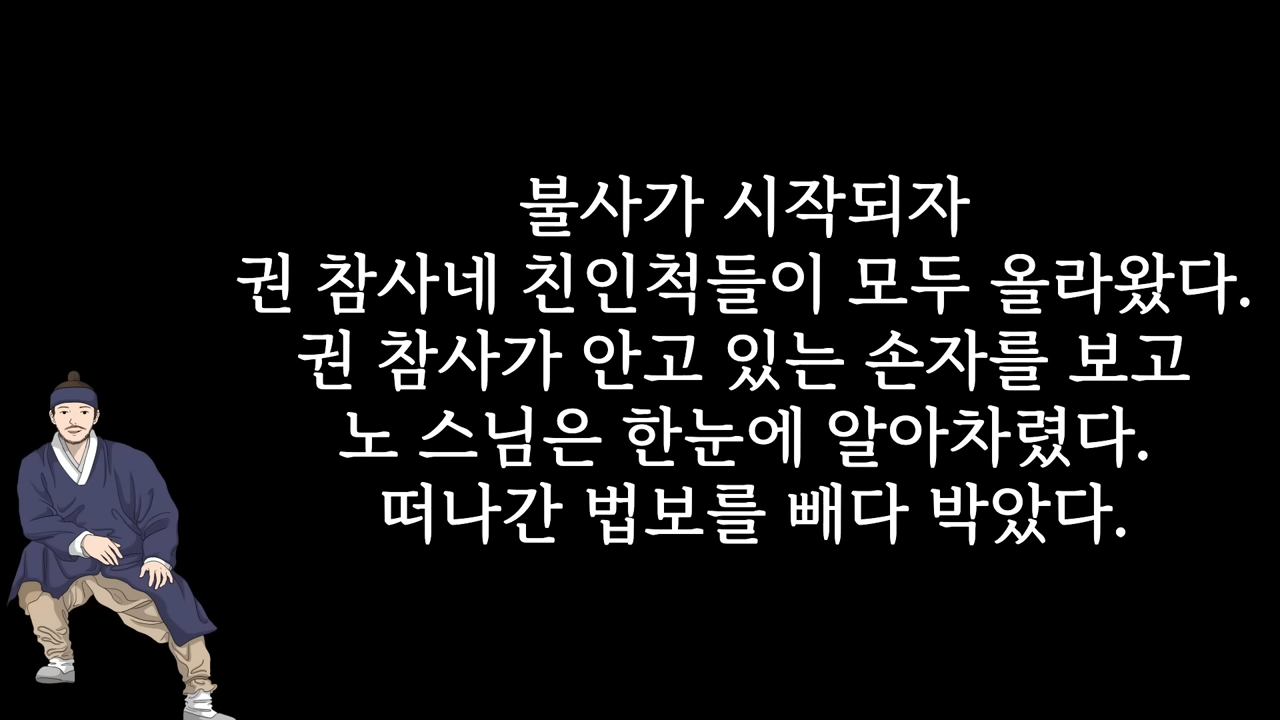 불사가 시작되자
권 참사네 친인척들이 모두 올라왔다.
권 참사가 안고 있는 손자를 보고
노 스님은 한눈에 알아차렸다.
떠나간 법보를 빼다 박았다.